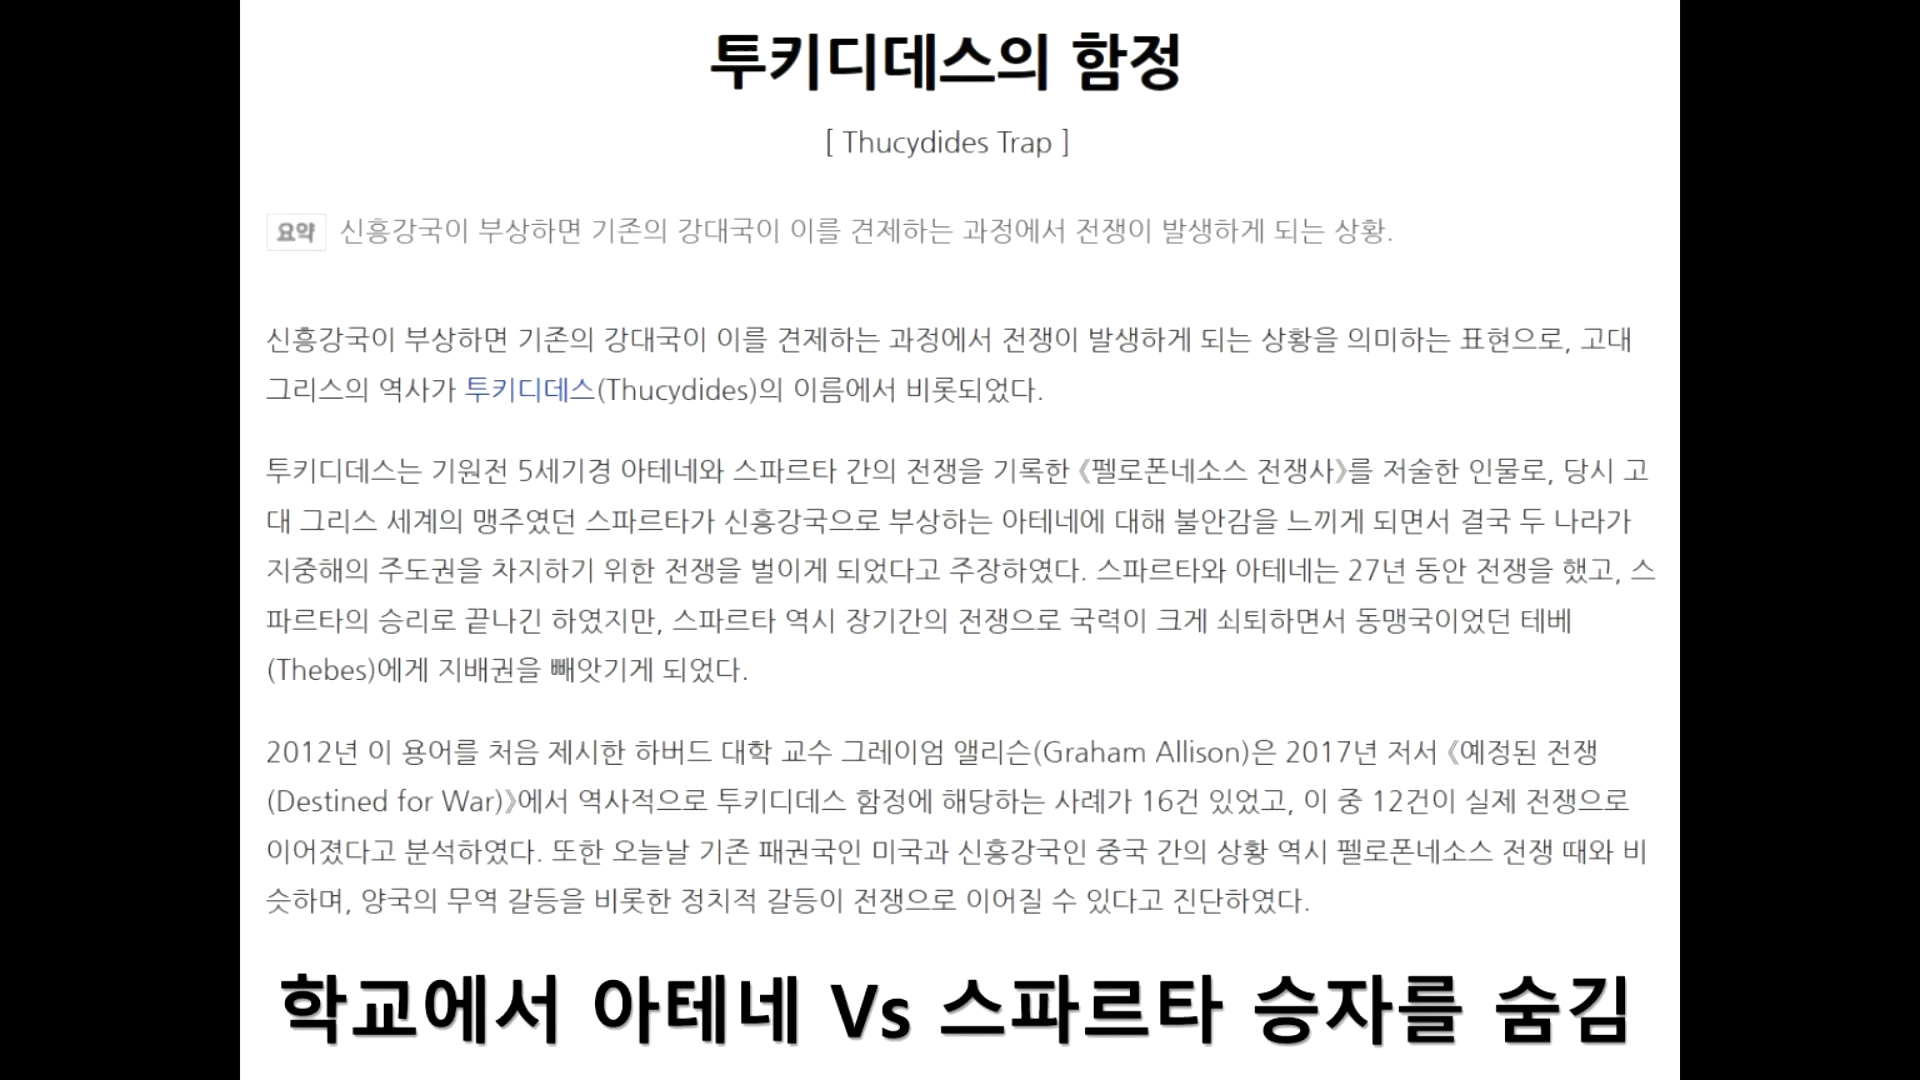 투키디데스의 함정
[ Thucydides Trap ]
요약 신흥강국이 부상하면 기존의 강대국이 이를 견제하는 과정에서 전쟁이 발생하게 되는 상황.
신흥강국이 부상하면 기존의 강대국이 이를 견제하는 과정에서 전쟁이 발생하게 되는 상황을 의미하는 표현으로, 고대
그리스의 역사가 투키디데스(Thucydides)의 이름에서 비롯되었다.
투키디데스는 기원전 5세기경 아테네와 스파르타 간의 전쟁을 기록한 《펠로폰네소스 전쟁사》를 저술한 인물로, 당시 고
대 그리스 세계의 맹주였던 스파르타가 신흥강국으로 부상하는 아테네에 대해 불안감을 느끼게 되면서 결국 두 나라가
지중해의 주도권을 차지하기 위한 전쟁을 벌이게 되었다고 주장하였다. 스파르타와 아테네는 27년 동안 전쟁을 했고, 스
파르타의 승리로 끝나긴 하였지만, 스파르타 역시 장기간의 전쟁으로 국력이 크게 쇠퇴하면서 동맹국이었던 테베
(Thebes)에게 지배권을 빼앗기게 되었다.
2012년 이 용어를 처음 제시한 하버드 대학 교수 그레이엄 앨리슨(Graham Allison)은 2017년 저서 《예정된 전쟁
(Destined for War)》에서 역사적으로 투키디데스 함정에 해당하는 사례가 16건 있었고, 이 중 12건이 실제 전쟁으로
이어졌다고 분석하였다. 또한 오늘날 기존 패권국인 미국과 신흥강국인 중국 간의 상황 역시 펠로폰네소스 전쟁 때와 비
슷하며, 양국의 무역 갈등을 비롯한 정치적 갈등이 전쟁으로 이어질 수 있다고 진단하였다.
학교에서 아테네 Vs 스파르타 승자를 숨김